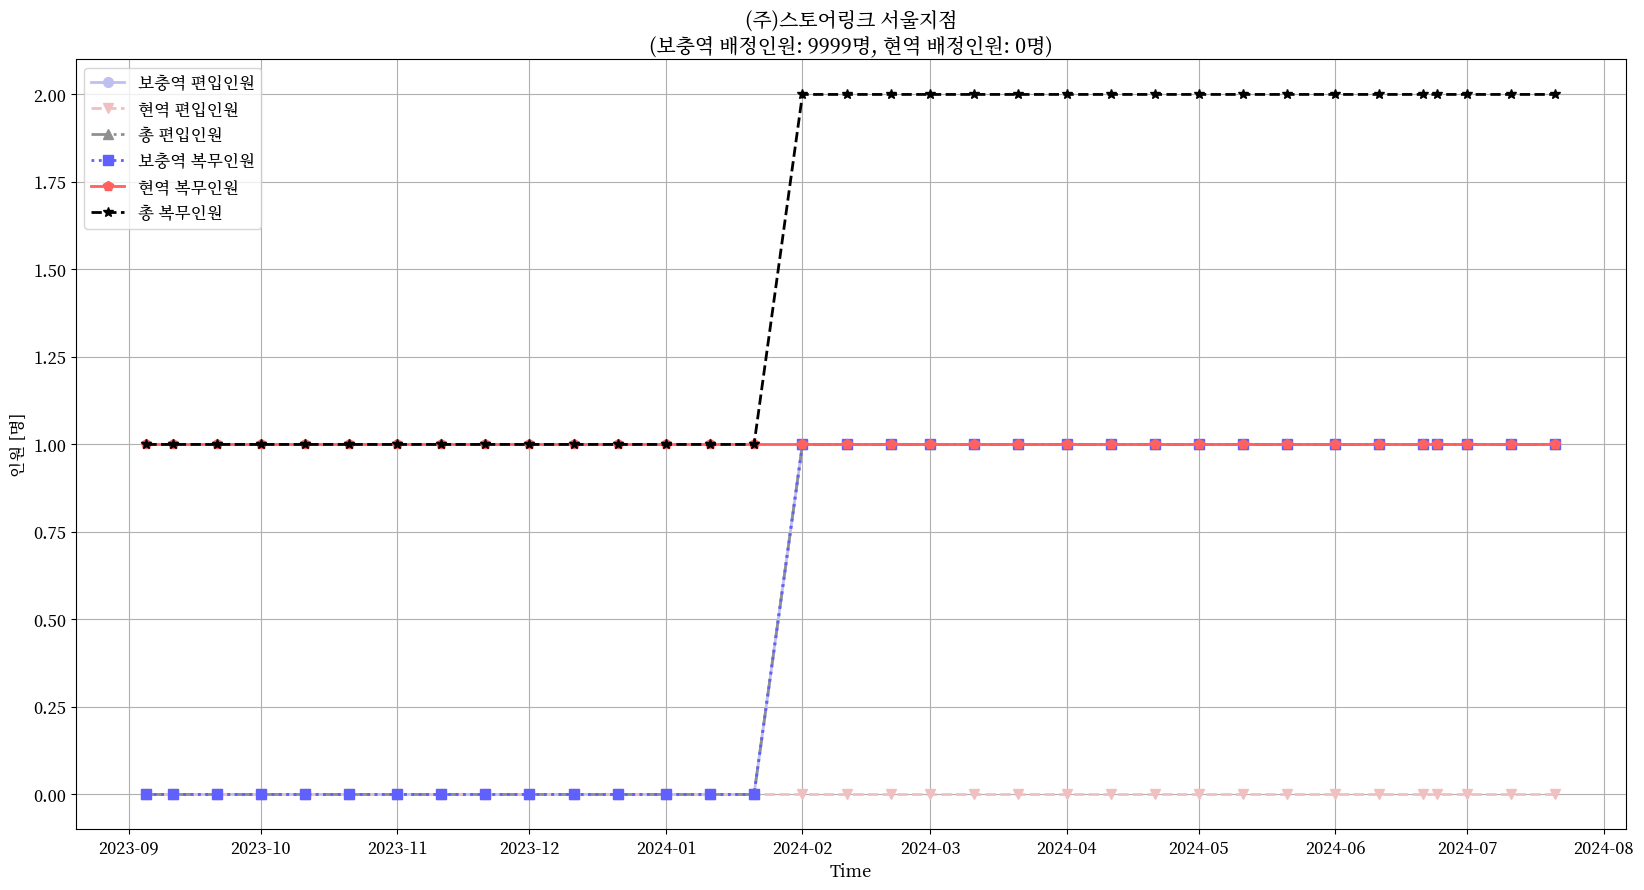 (주)스토어링크 서울지점
(보충역 배정인원: 9999명, 현역 배정인원: 0명)
보충역 편입인원
현역 편입인원
총 편입인원
보충역 복무인원
현역 복무인원
총 복무인원
2.00
1.75
1.50
1.25
1.00
0.75
0.50
0.25
0.00
인원 [명]
2023-09 2023-10 2023-11 2023-12 2024-01 2024-02 2024-03 2024-04 2024-05 2024-06 2024-07 2024-08
Time